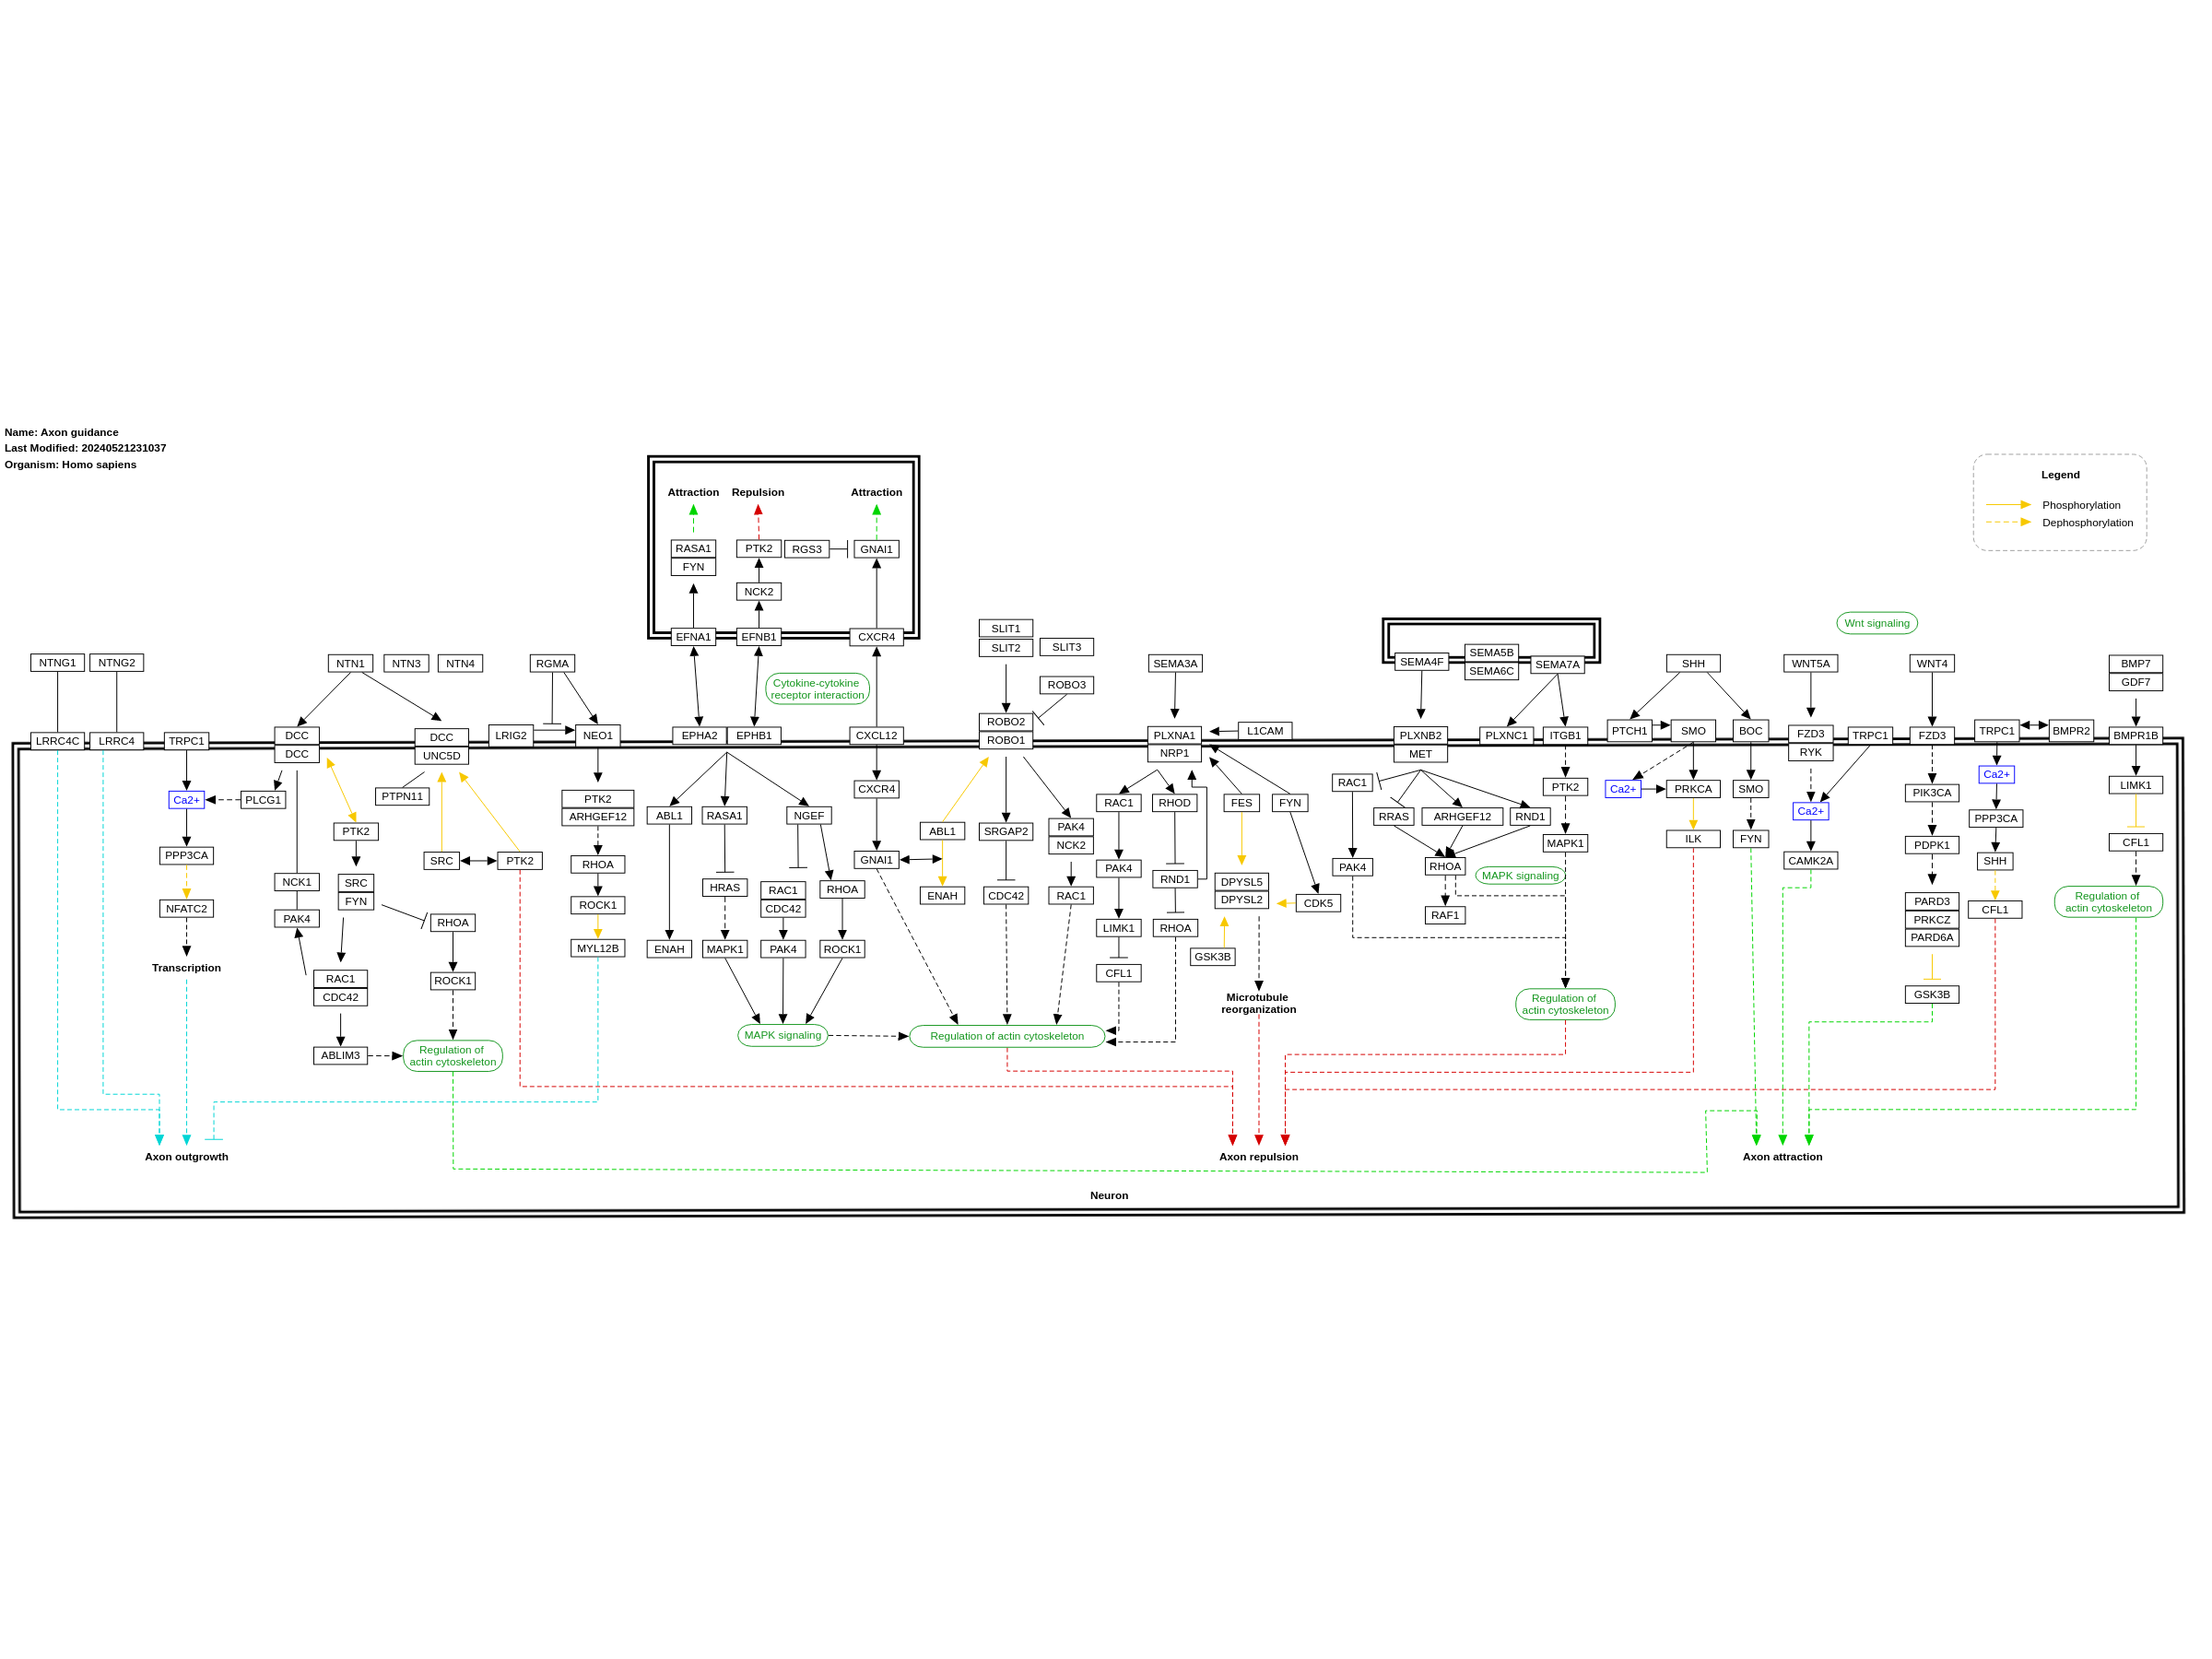 Name: Axon guidance
Last Modified: 20240521231037
Organism: Homo sapiens
Legend
Phosphorylation
Dephosphorylation
Attraction
Repulsion
Attraction
RASA1
FYN
PTK2
RGS3
GNAI1
NCK2
EFNA1
EFNB1
CXCR4
Cytokine-cytokine
receptor interaction
Wnt signaling
NTNG1
NTNG2
NTN1
NTN3
NTN4
RGMA
SLIT1
SLIT2
SLIT3
ROBO3
SEMA3A
SEMA4F
SEMA5B
SEMA6C
SEMA7A
SHH
WNT5A
WNT4
BMP7
GDF7
LRRC4C
LRRC4
TRPC1
DCC
DCC
DCC
UNC5D
LRIG2
NEO1
EPHA2
EPHB1
CXCL12
ROBO2
ROBO1
PLXNA1
NRP1
L1CAM
PLXNB2
MET
PLXNC1
ITGB1
PTCH1
SMO
BOC
FZD3
RYK
TRPC1
FZD3
TRPC1
BMPR2
BMPR1B
Ca2+
PLCG1
PTPN11
PTK2
ARHGEF12
ABL1
RASA1
NGEF
CXCR4
ABL1
SRGAP2
PAK4
NCK2
RAC1
RHOD
FES
FYN
RAC1
RRAS
ARHGEF12
RND1
PTK2
Ca2+
PRKCA
SMO
Ca2+
PIK3CA
Ca2+
LIMK1
PPP3CA
PTK2
SRC
PTK2
RHOA
GNAI1
PAK4
RND1
DPYSL5
DPYSL2
CDK5
PAK4
RHOA
MAPK signaling
MAPK1
ILK
FYN
CAMK2A
PDPK1
PPP3CA
SHH
CFL1
NFATC2
NCK1
PAK4
SRC
FYN
RHOA
ROCK1
HRAS
RAC1
CDC42
RHOA
ENAH
CDC42
RAC1
LIMK1
RHOA
RAF1
PARD3
PRKCZ
PARD6A
CFL1
Regulation of
actin cytoskeleton
Transcription
RAC1
CDC42
ROCK1
MYL12B
ENAH
MAPK1
PAK4
ROCK1
CFL1
GSK3B
Microtubule
reorganization
Regulation of
actin cytoskeleton
GSK3B
ABLIM3
Regulation of
actin cytoskeleton
MAPK signaling
Regulation of actin cytoskeleton
Axon outgrowth
Axon repulsion
Axon attraction
Neuron